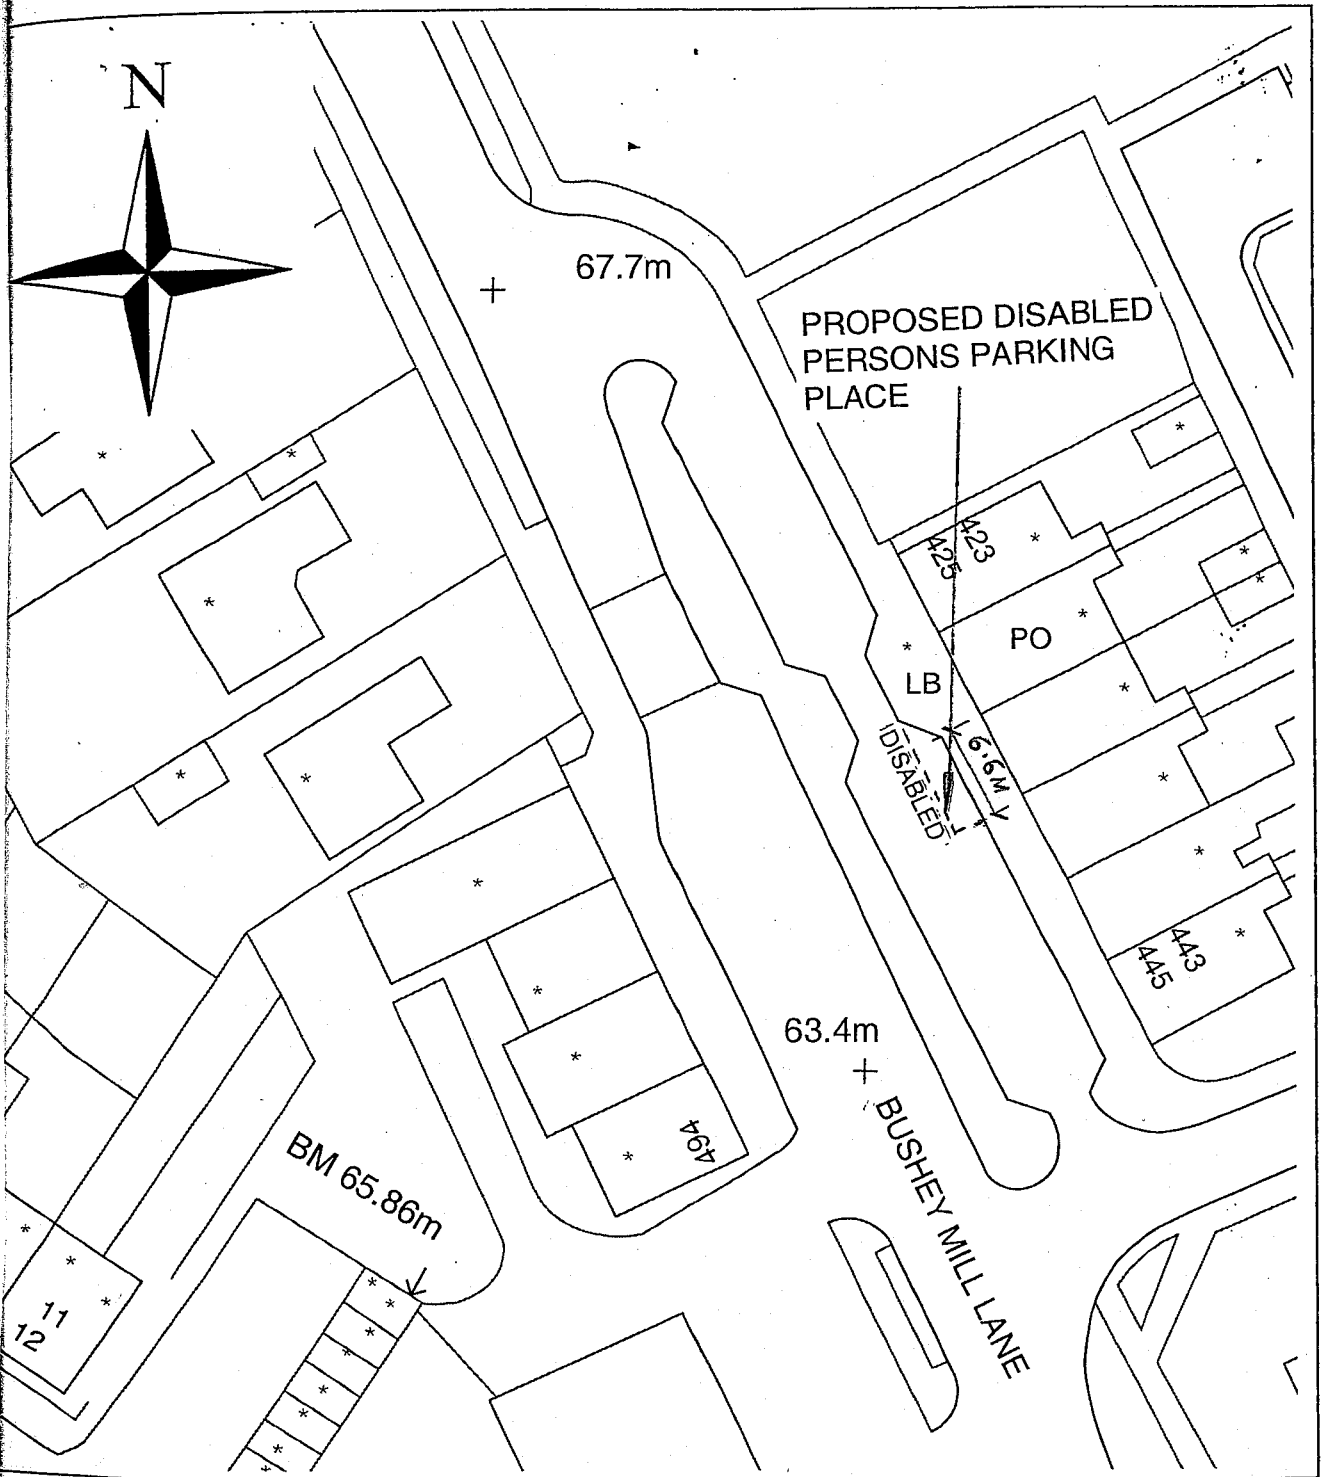 N
67.7m
PROPOSED DISABLED
PERSONS PARKING
PLACE
423
425
PO
LB
DISABLED
6.6M
443
445
63.4m
494
BM 65.86m
BUSHEY MILL LANE
11
12